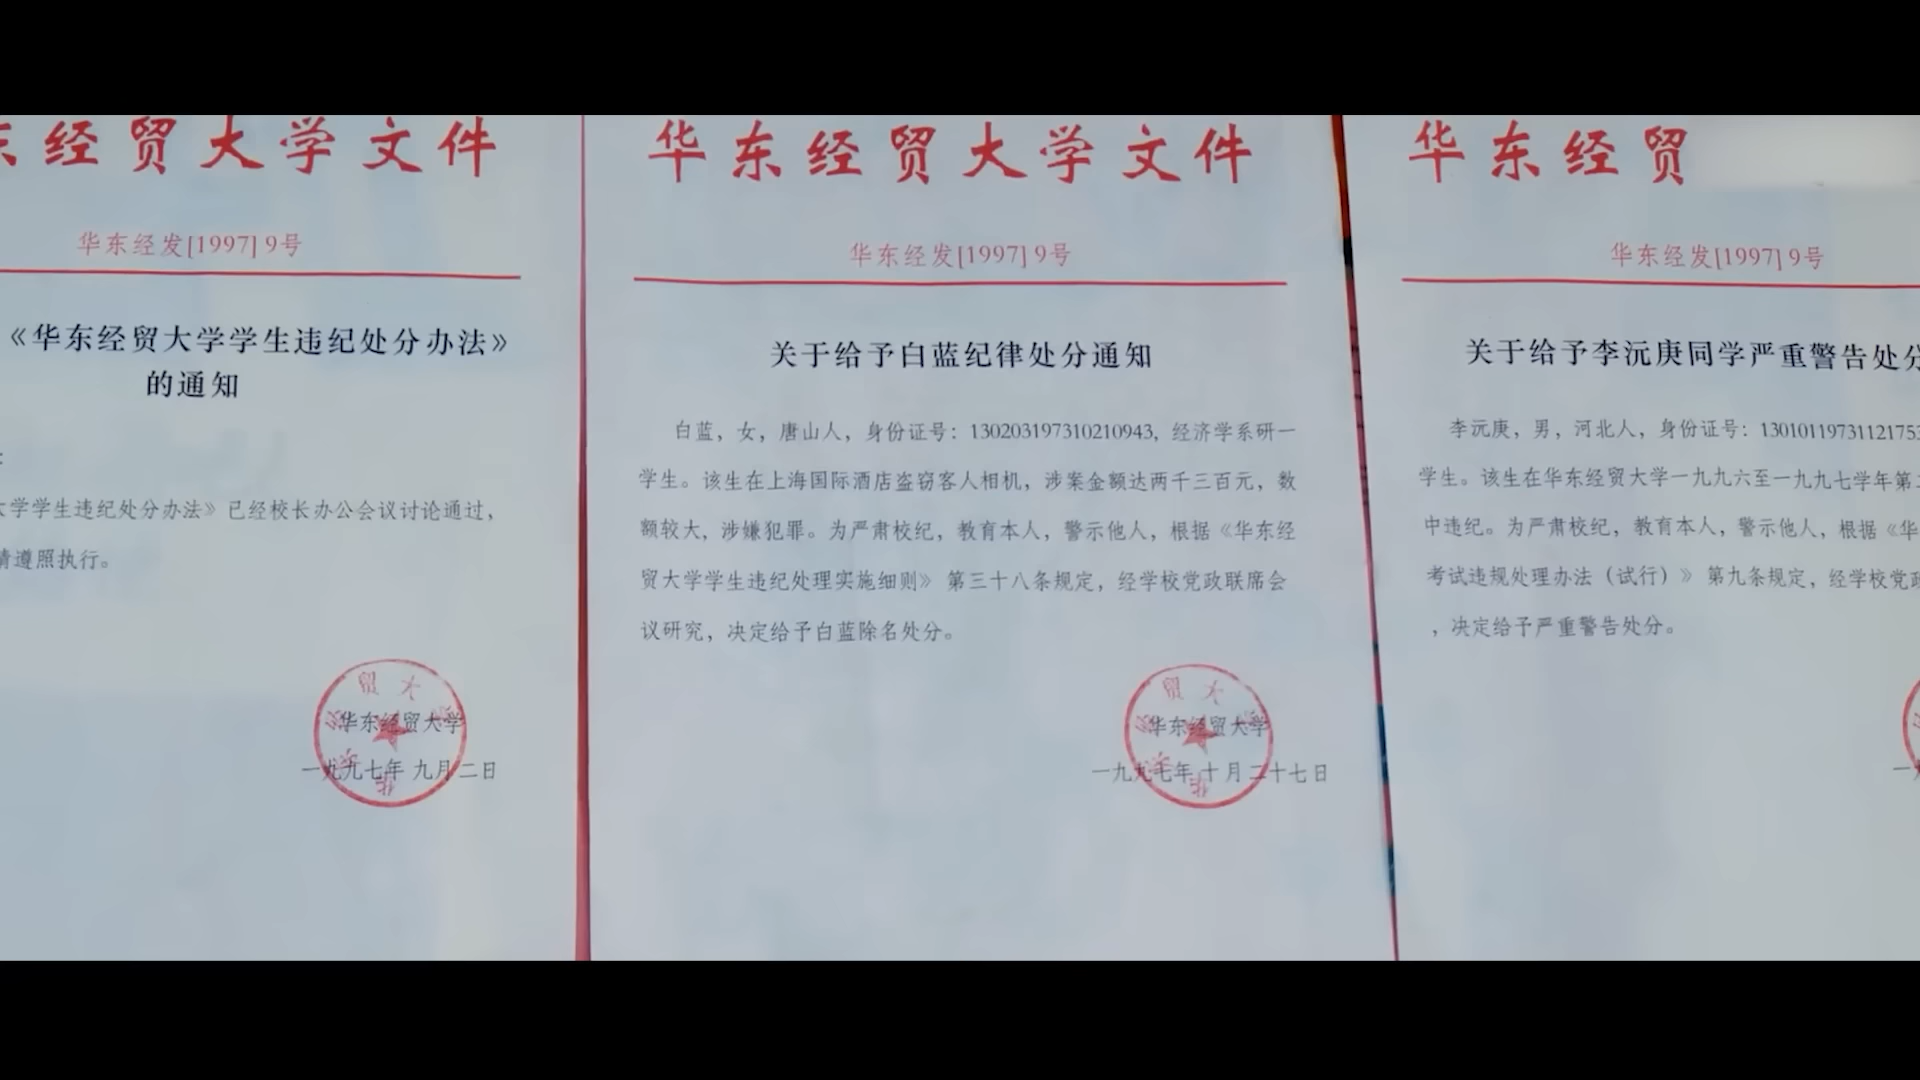 东经贸大学文件
华东经发[1997] 9号
《华东经贸大学学生违纪处分办法》
的通知
:
大学学生违纪处分办法》已经校长办公会议讨论通过，
请遵照执行。
华东经贸大学
一九九七年 九月二日
华东经贸大学文件
华东经发[1997] 9号
关于给予白蓝纪律处分通知
白蓝，女，唐山人，身份证号：130203197310210943, 经济学系研一
学生。该生在上海国际酒店盗窃客人相机，涉案金额达两千三百元，数
额较大, 涉嫌犯罪。为严肃校纪，教育本人，警示他人，根据《华东经
贸大学学生违纪处理实施细则》 第三十八条规定，经学校党政联席会
议研究，决定给予白蓝除名处分。
华东经贸大学
一九九七年 十月二十七日
华东经贸
华东经发[1997] 9号
关于给予李沅庚同学严重警告处分
李沅庚，男，河北人，身份证号：13010119731121753
学生。该生在华东经贸大学一九九六至一九九七学年第二
中违纪。为严肃校纪，教育本人，警示他人，根据《华
考试违规处理办法（试行）》 第九条规定，经学校党政
，决定给予严重警告处分。